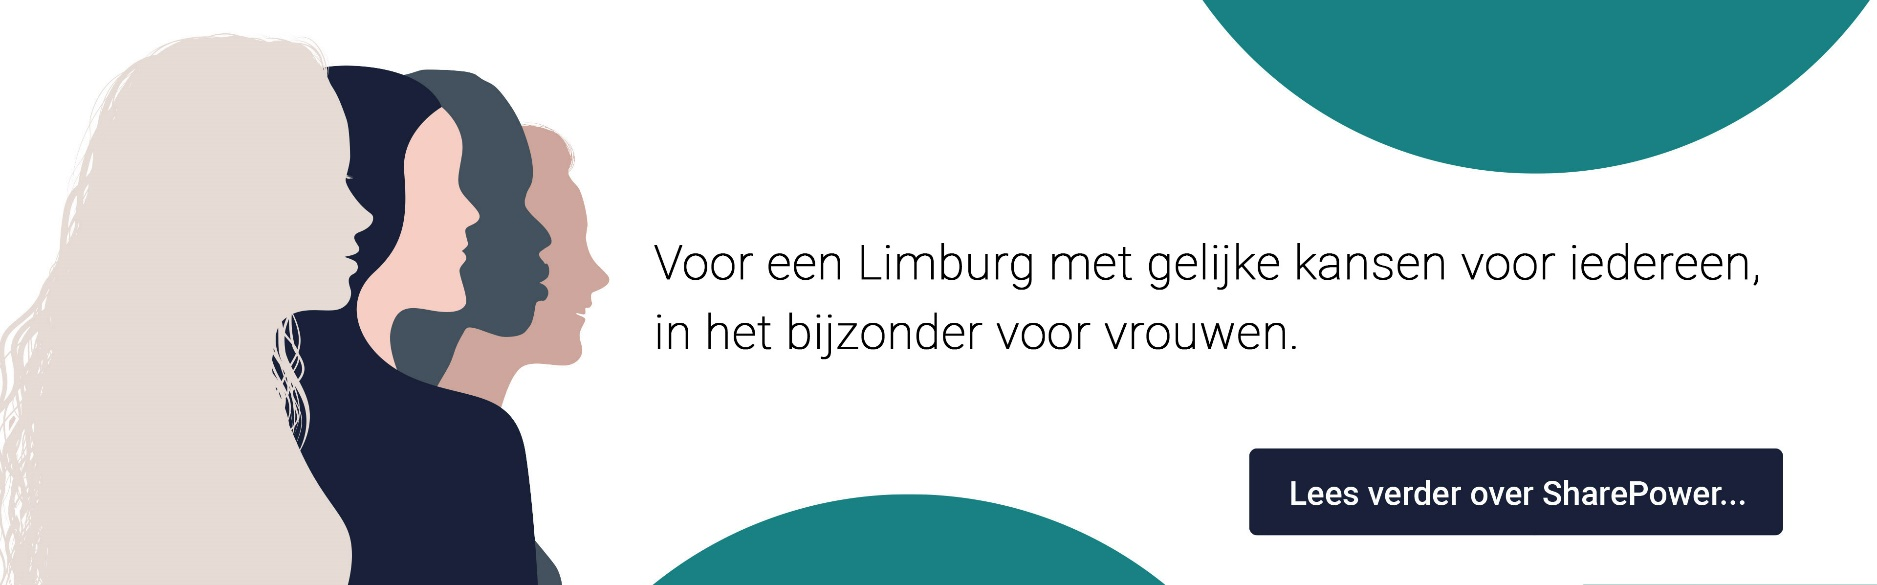 Voor een Limburg met gelijke kansen voor iedereen,
in het bijzonder voor vrouwen.
Lees verder over SharePower...